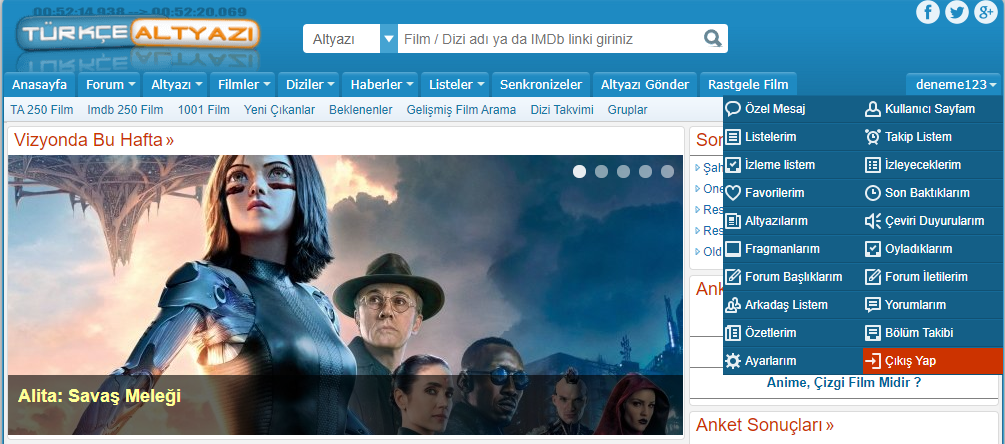 00:52:14.938 --> 00:52:20.069
TÜRKÇE ALTYAZI
Altyazı
Film / Dizi adı ya da IMDb linki giriniz
Anasayfa Forum Altyazı Filmler Diziler Haberler Listeler Senkronizeler Altyazı Gönder Rastgele Film deneme123
TA 250 Film Imdb 250 Film 1001 Film Yeni Çıkanlar Beklenenler Gelişmiş Film Arama Dizi Takvimi Gruplar
Özel Mesaj Kullanıcı Sayfam
Listelerim Takip Listem
İzleme listem İzleyeceklerim
Favorilerim Son Baktıklarım
Altyazılarım Çeviri Duyurularım
Fragmanlarım Oyladıklarım
Forum Başlıklarım Forum İletilerim
Arkadaş Listem Yorumlarım
Özetlerim Bölüm Takibi
Ayarlarım Çıkış Yap
Vizyonda Bu Hafta »
Alita: Savaş Meleği
Son
Şah
One
Res
Res
Old
Ank
Anime, Çizgi Film Midir ?
Anket Sonuçları »